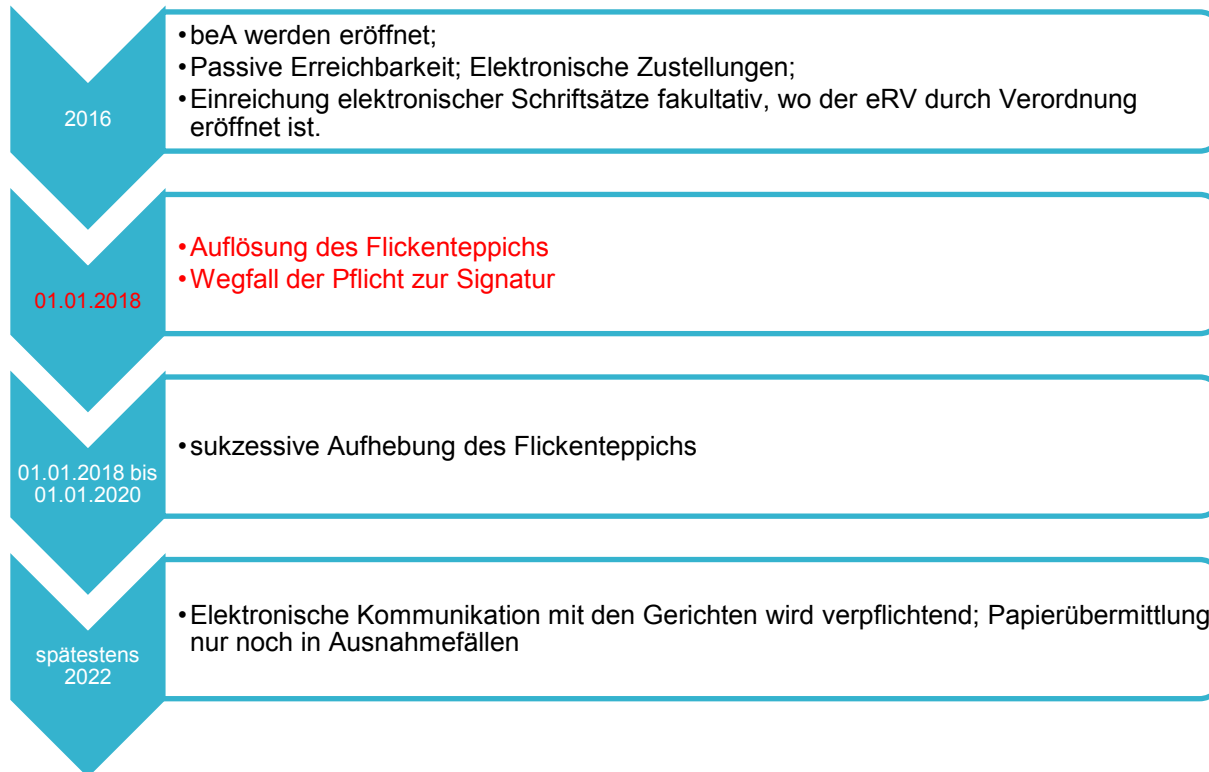 2016
•beA werden eröffnet;
•Passive Erreichbarkeit; Elektronische Zustellungen;
•Einreichung elektronischer Schriftsätze fakultativ, wo der eRV durch Verordnung
eröffnet ist.
01.01.2018
•Auflösung des Flickenteppichs
•Wegfall der Pflicht zur Signatur
01.01.2018 bis
01.01.2020
•sukzessive Aufhebung des Flickenteppichs
spätestens
2022
•Elektronische Kommunikation mit den Gerichten wird verpflichtend; Papierübermittlung
nur noch in Ausnahmefällen